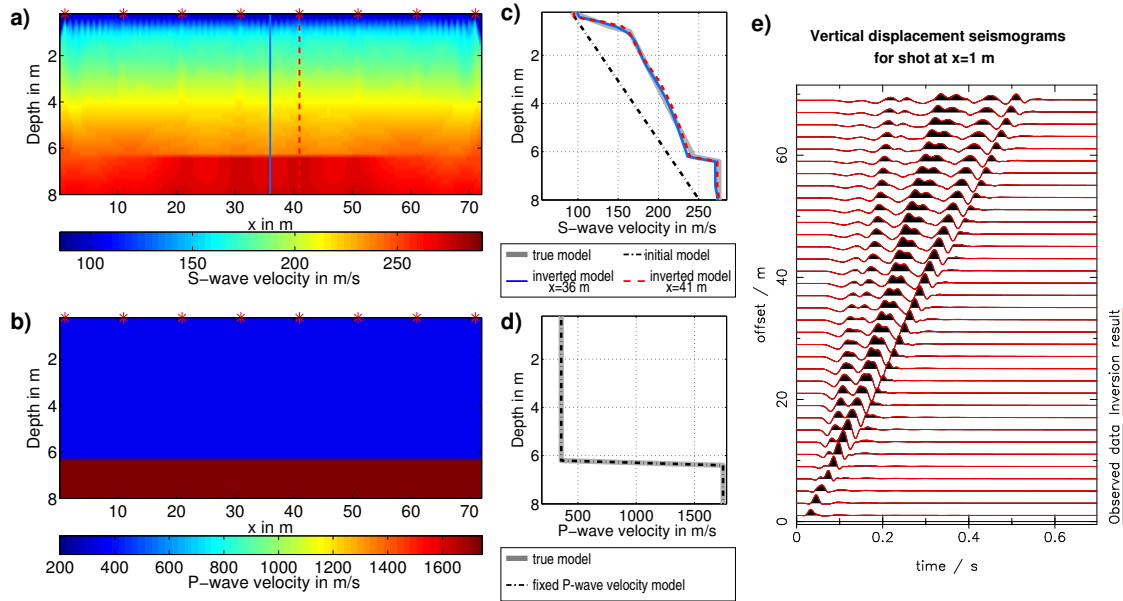 a)
Depth in m
2
4
6
8
10
20
30
40
50
60
70
x in m
100
150
200
250
S−wave velocity in m/s
b)
Depth in m
2
4
6
8
10
20
30
40
50
60
70
x in m
200
400
600
800
1000
1200
1400
1600
P−wave velocity in m/s
c)
Depth in m
2
4
6
8
100
150
200
250
S−wave velocity in m/s
true model
initial model
inverted model
x=36 m
inverted model
x=41 m
d)
Depth in m
2
4
6
8
500
1000
1500
P−wave velocity in m/s
true model
fixed P−wave velocity model
e)
Vertical displacement seismograms
for shot at x=1 m
offset / m
60
40
20
0
0
0.2
0.4
0.6
time / s
Observed data
Inversion result